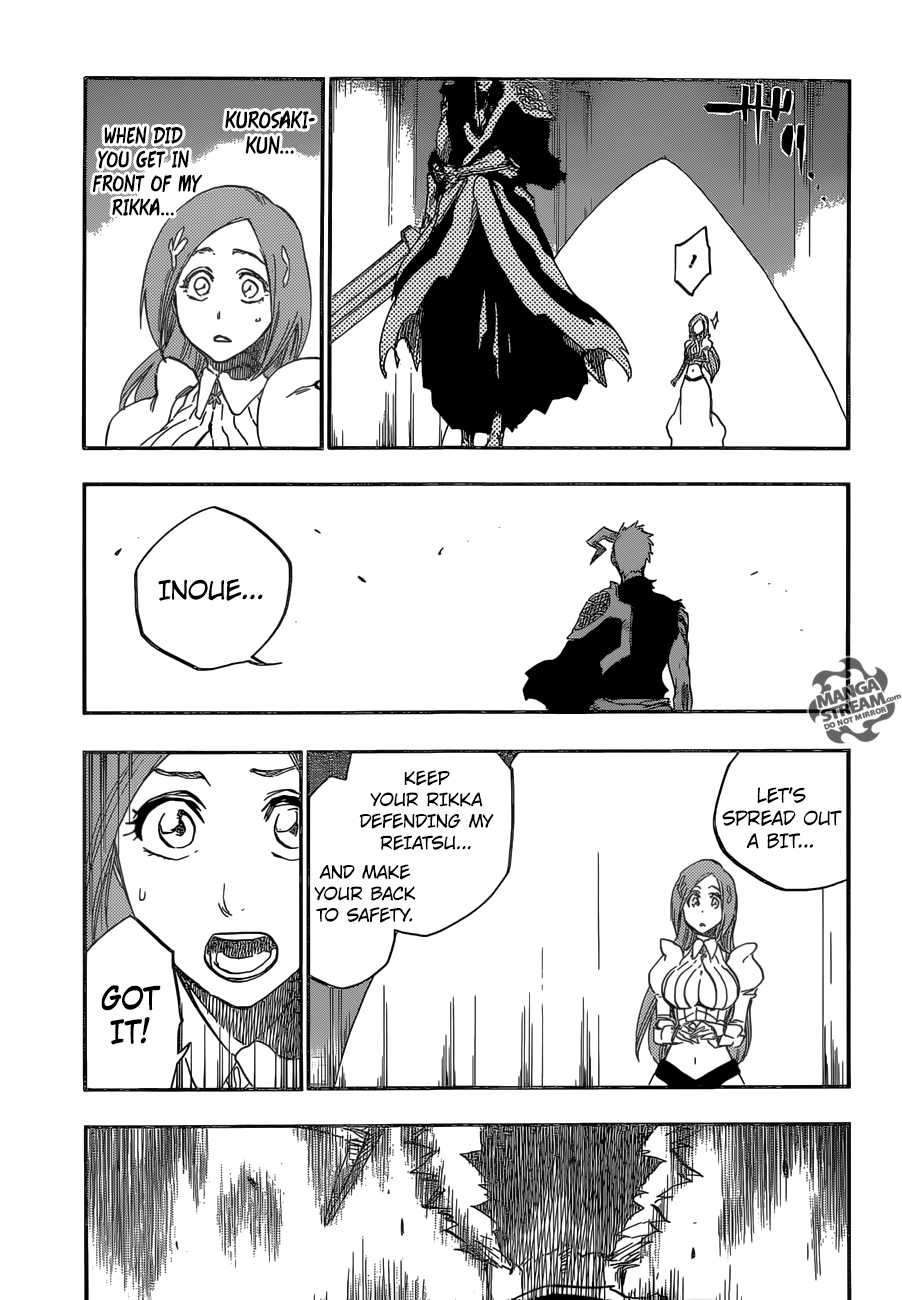 KUROSAKI-
KUN...
WHEN DID
YOU GET IN
FRONT OF MY
RIKKA...
!
INOUE...
MANGA
STREAM.com
DO NOT MIRROR
LET'S
SPREAD OUT
A BIT...
KEEP
YOUR RIKKA
DEFENDING MY
REIATSU...
AND MAKE
YOUR BACK
TO SAFETY.
GOT
IT!